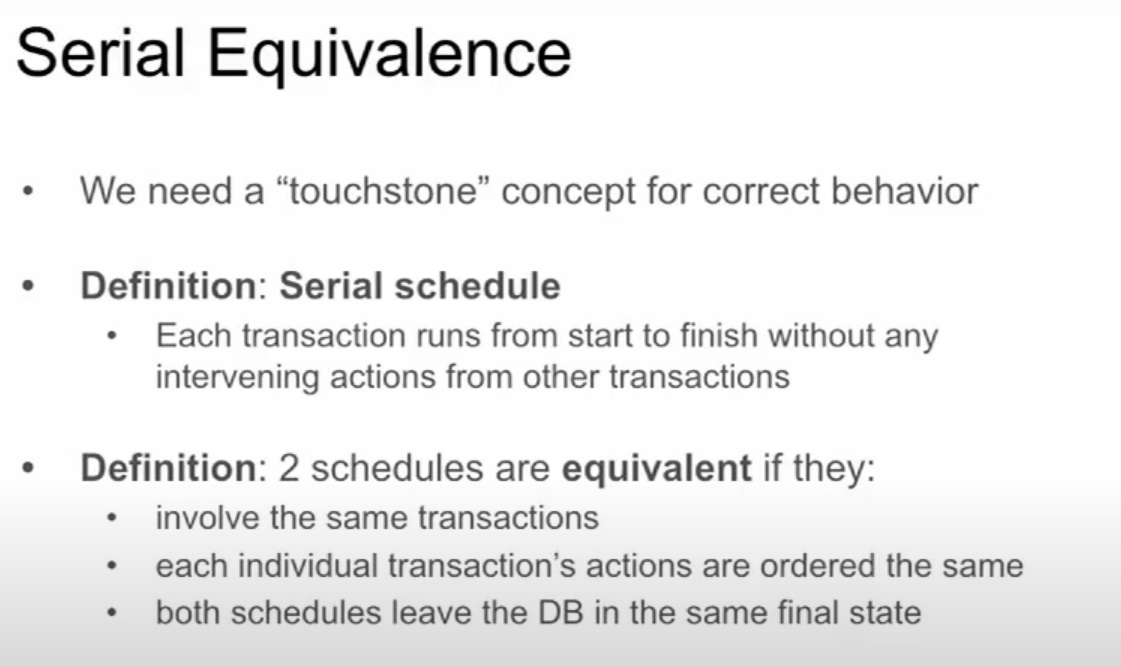 Serial Equivalence
• We need a “touchstone” concept for correct behavior
• Definition: Serial schedule
• Each transaction runs from start to finish without any
intervening actions from other transactions
• Definition: 2 schedules are equivalent if they:
• involve the same transactions
• each individual transaction’s actions are ordered the same
• both schedules leave the DB in the same final state